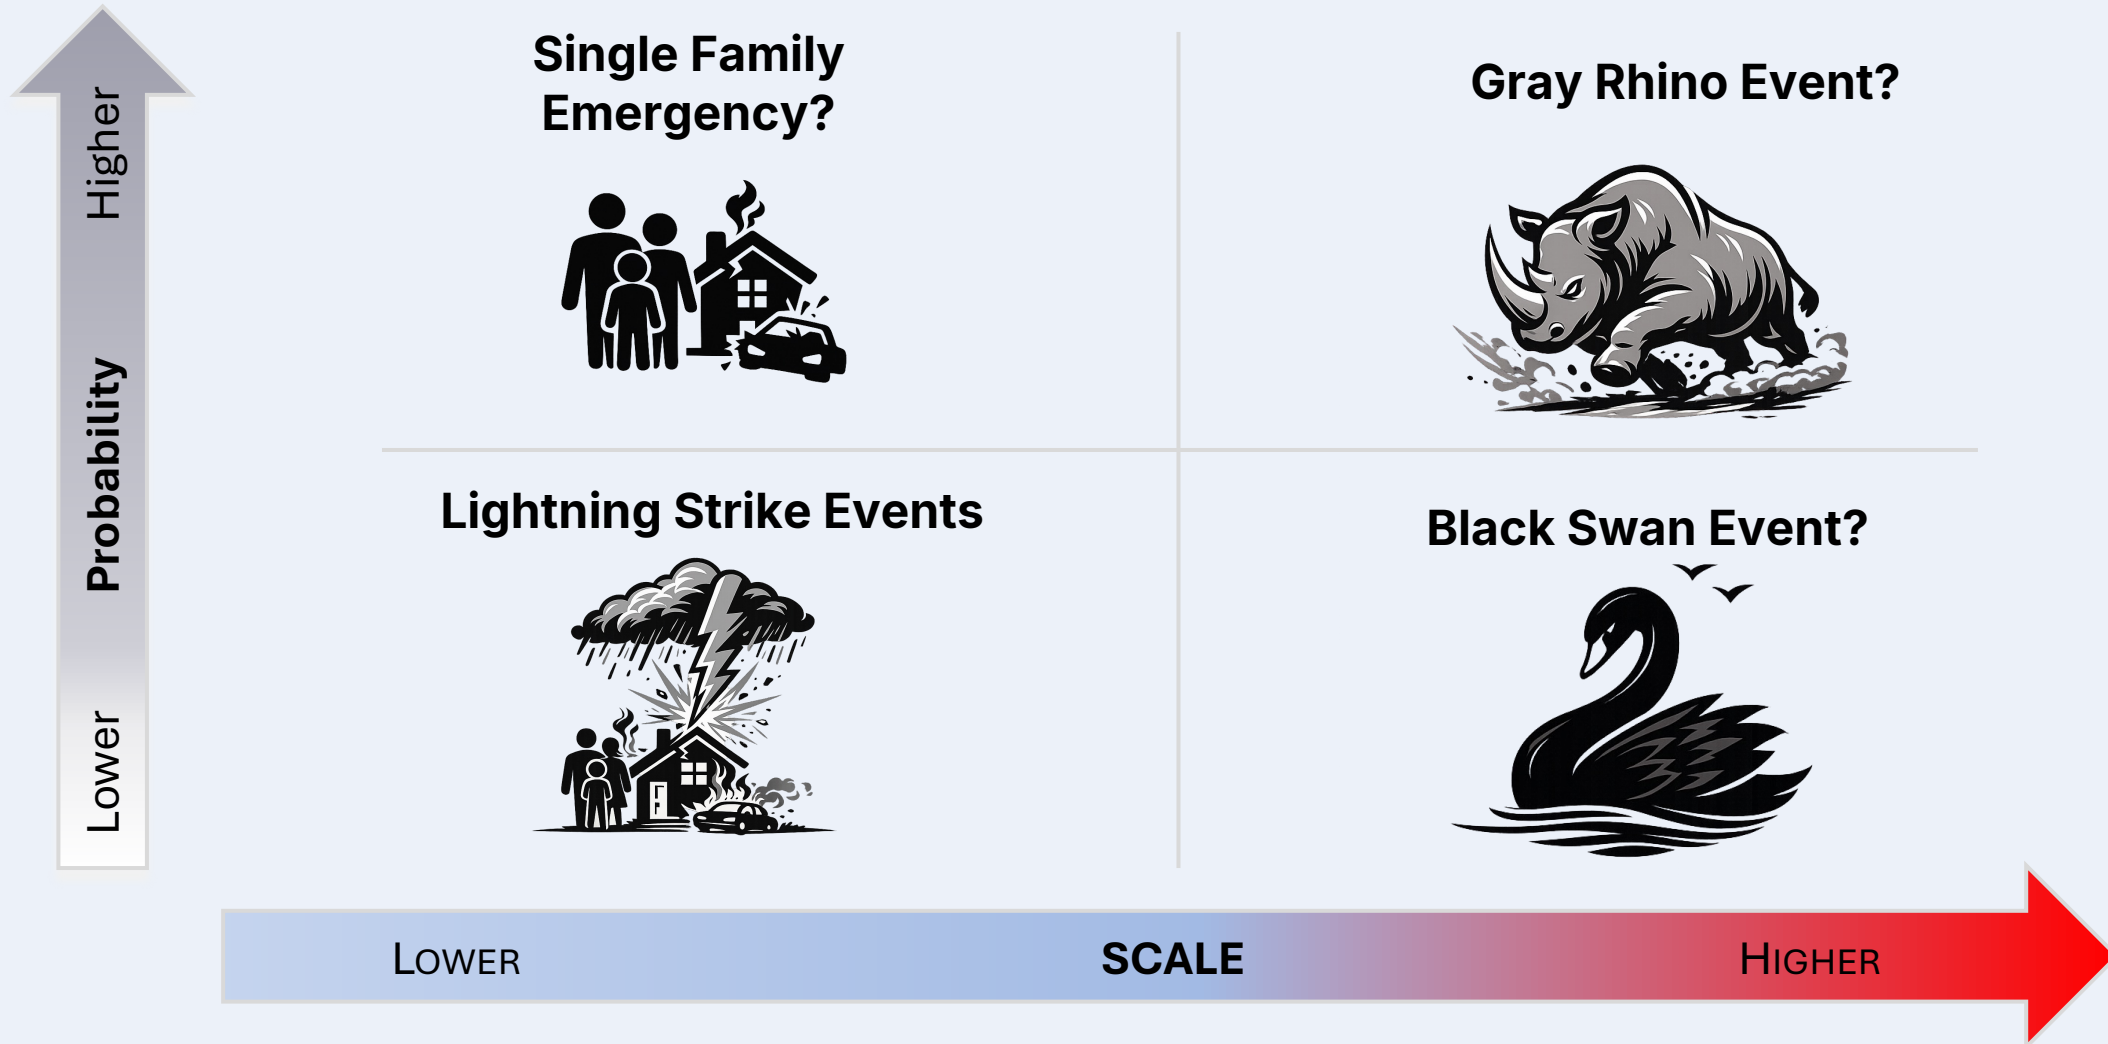 Single Family
Emergency?
Gray Rhino Event?
Higher
Probability
Lower
Lightning Strike Events
Black Swan Event?
LOWER
SCALE
HIGHER